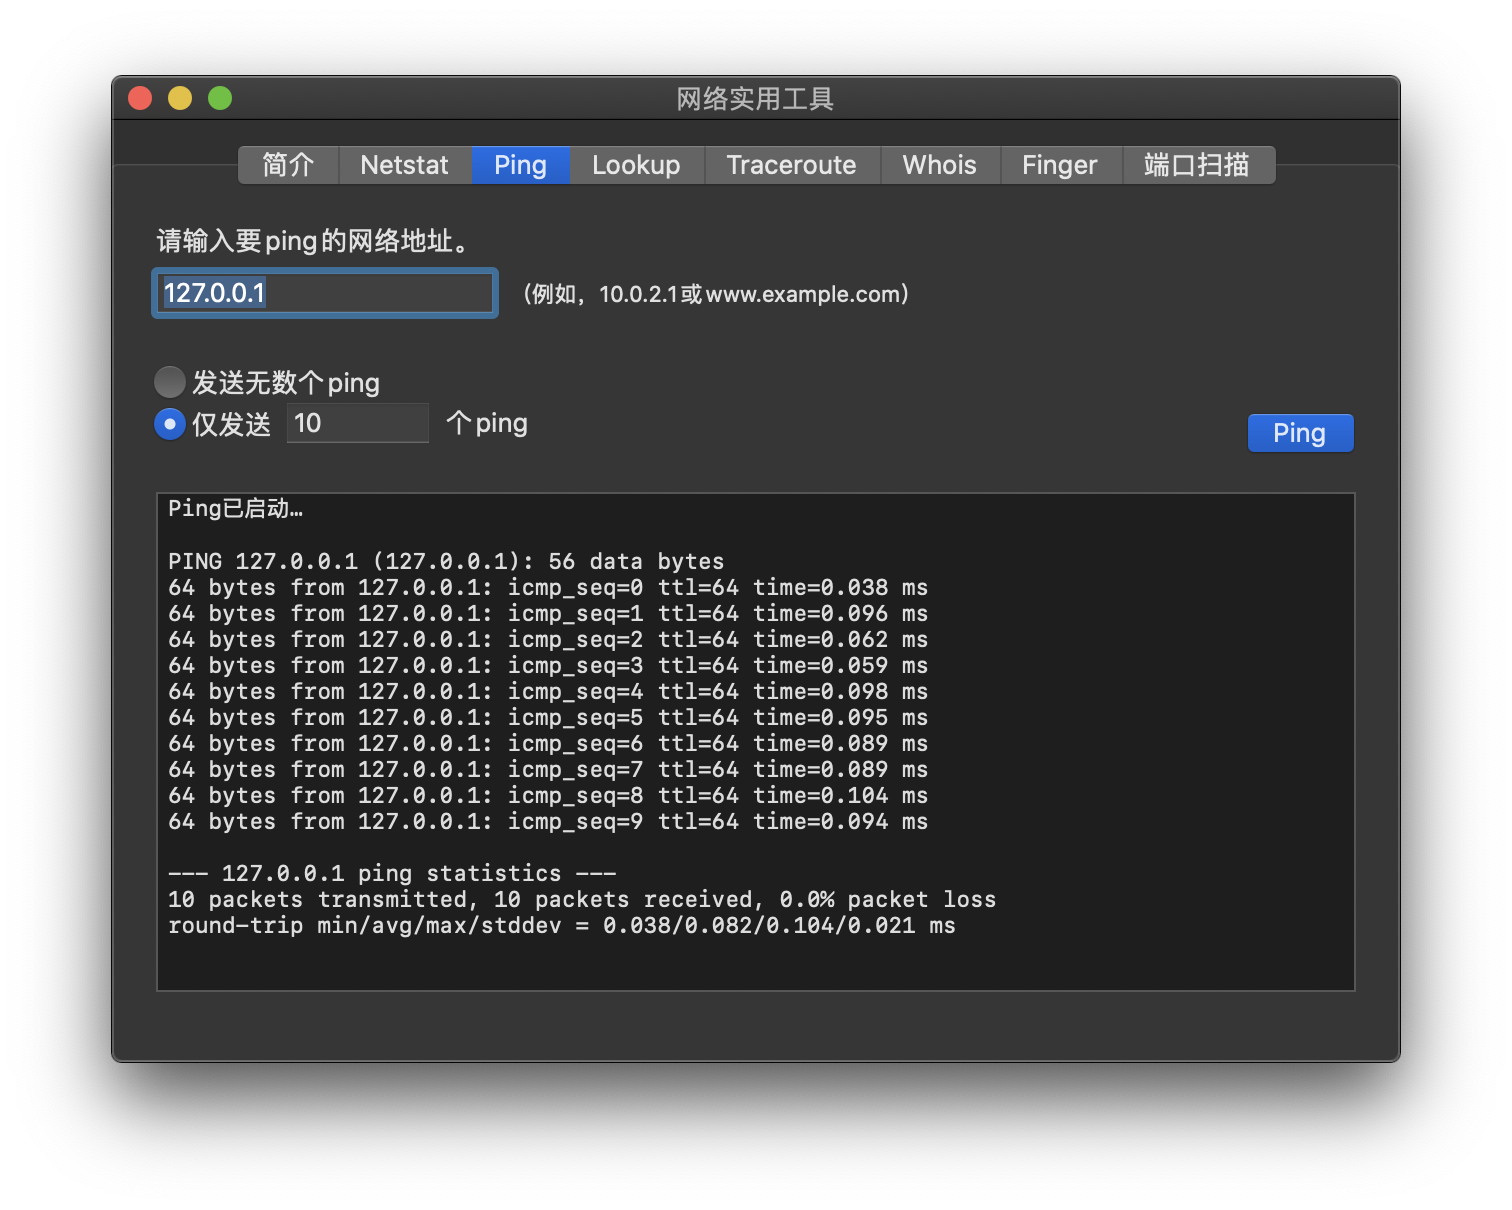 网络实用工具
简介 Netstat Ping Lookup Traceroute Whois Finger 端口扫描
请输入要ping的网络地址。
127.0.0.1 （例如，10.0.2.1或www.example.com）
发送无数个ping
仅发送 10 个ping
Ping
Ping已启动…
PING 127.0.0.1 (127.0.0.1): 56 data bytes
64 bytes from 127.0.0.1: icmp_seq=0 ttl=64 time=0.038 ms
64 bytes from 127.0.0.1: icmp_seq=1 ttl=64 time=0.096 ms
64 bytes from 127.0.0.1: icmp_seq=2 ttl=64 time=0.062 ms
64 bytes from 127.0.0.1: icmp_seq=3 ttl=64 time=0.059 ms
64 bytes from 127.0.0.1: icmp_seq=4 ttl=64 time=0.098 ms
64 bytes from 127.0.0.1: icmp_seq=5 ttl=64 time=0.095 ms
64 bytes from 127.0.0.1: icmp_seq=6 ttl=64 time=0.089 ms
64 bytes from 127.0.0.1: icmp_seq=7 ttl=64 time=0.089 ms
64 bytes from 127.0.0.1: icmp_seq=8 ttl=64 time=0.104 ms
64 bytes from 127.0.0.1: icmp_seq=9 ttl=64 time=0.094 ms
--- 127.0.0.1 ping statistics ---
10 packets transmitted, 10 packets received, 0.0% packet loss
round-trip min/avg/max/stddev = 0.038/0.082/0.104/0.021 ms